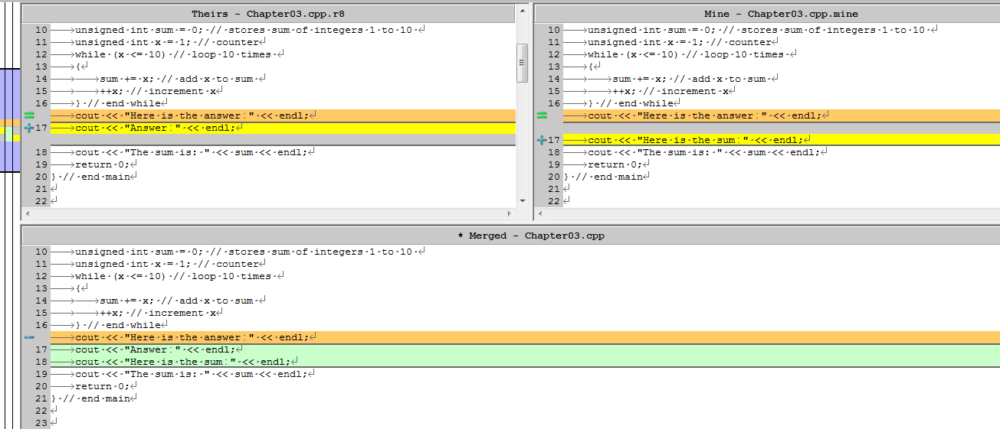 Theirs - Chapter03.cpp.r8
10 unsigned int sum = 0; // stores sum of integers 1 to 10
11 unsigned int x = 1; // counter
12 while (x <= 10) // loop 10 times
13 {
14 sum += x; // add x to sum
15 ++x; // increment x
16 } // end while
cout << "Here is the answer:" << endl;
17 cout << "Answer:" << endl;
18 cout << "The sum is: " << sum << endl;
19 return 0;
20 } // end main
21
22
Mine - Chapter03.cpp.mine
10 unsigned int sum = 0; // stores sum of integers 1 to 10
11 unsigned int x = 1; // counter
12 while (x <= 10) // loop 10 times
13 {
14 sum += x; // add x to sum
15 ++x; // increment x
16 } // end while
cout << "Here is the answer:" << endl;
17 cout << "Here is the sum:" << endl;
18 cout << "The sum is: " << sum << endl;
19 return 0;
20 } // end main
21
22
* Merged - Chapter03.cpp
10 unsigned int sum = 0; // stores sum of integers 1 to 10
11 unsigned int x = 1; // counter
12 while (x <= 10) // loop 10 times
13 {
14 sum += x; // add x to sum
15 ++x; // increment x
16 } // end while
cout << "Here is the answer:" << endl;
17 cout << "Answer:" << endl;
18 cout << "Here is the sum:" << endl;
19 cout << "The sum is: " << sum << endl;
20 return 0;
21 } // end main
22
23